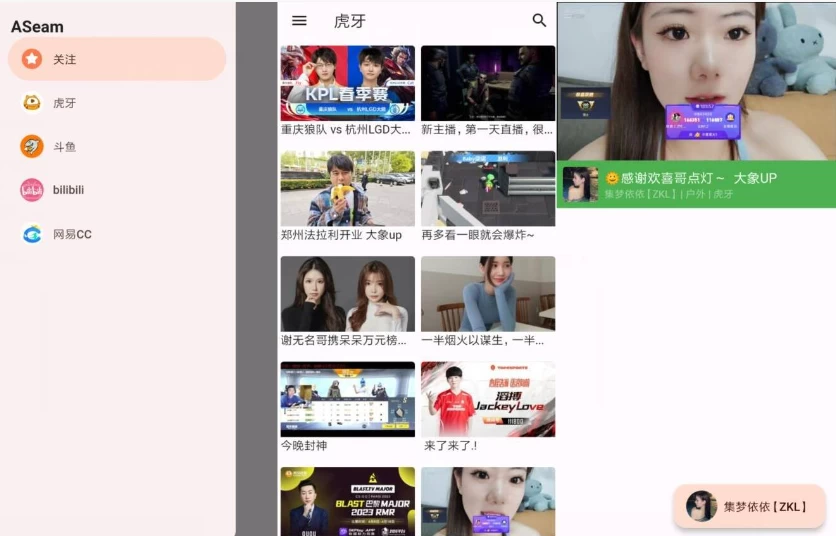 ASeam
关注
虎牙
斗鱼
bilibili
网易CC
虎牙
KPL春季赛
重庆狼队 vs 杭州LGD大...
新主播，第一天直播，很...
郑州法拉利开业 大象up
再多看一眼就会爆炸~
谢无名哥携呆呆万元榜...
一半烟火以谋生，一半...
滔搏
JackeyLove
今晚封神
来了来了.!
BLAST.TV MAJOR
BLAST 巴黎 MAJOR
2023 RMR
🌞感谢欢喜哥点灯~ 大象UP
集梦依依【ZKL】| 户外 | 虎牙
集梦依依【ZKL】